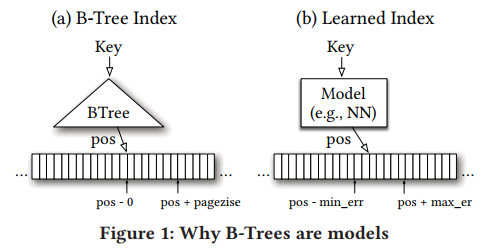 (a) B-Tree Index
(b) Learned Index
Key
BTree
pos
...
...
pos - 0
pos + pagezise
Key
Model
(e.g., NN)
pos
...
...
pos - min_err
pos + max_er
Figure 1: Why B-Trees are models